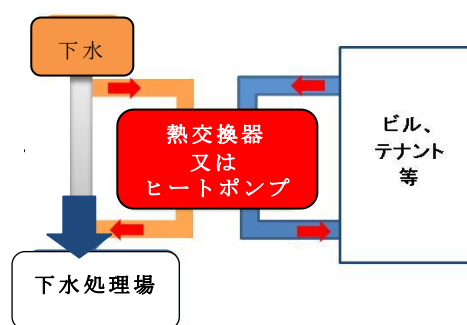 下水
熱交換器
又は
ヒートポンプ
ビル、
テナント
等
下水処理場